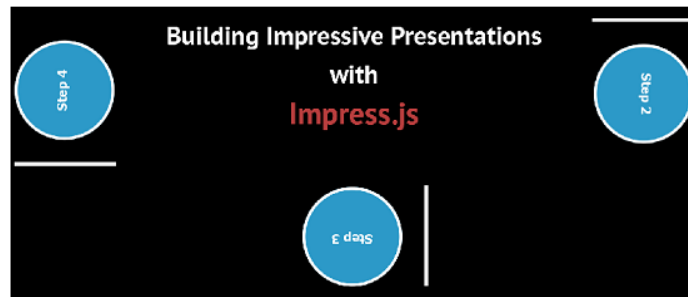 Building Impressive Presentations
with
Impress.js
Step 4
Step 2
Step 3